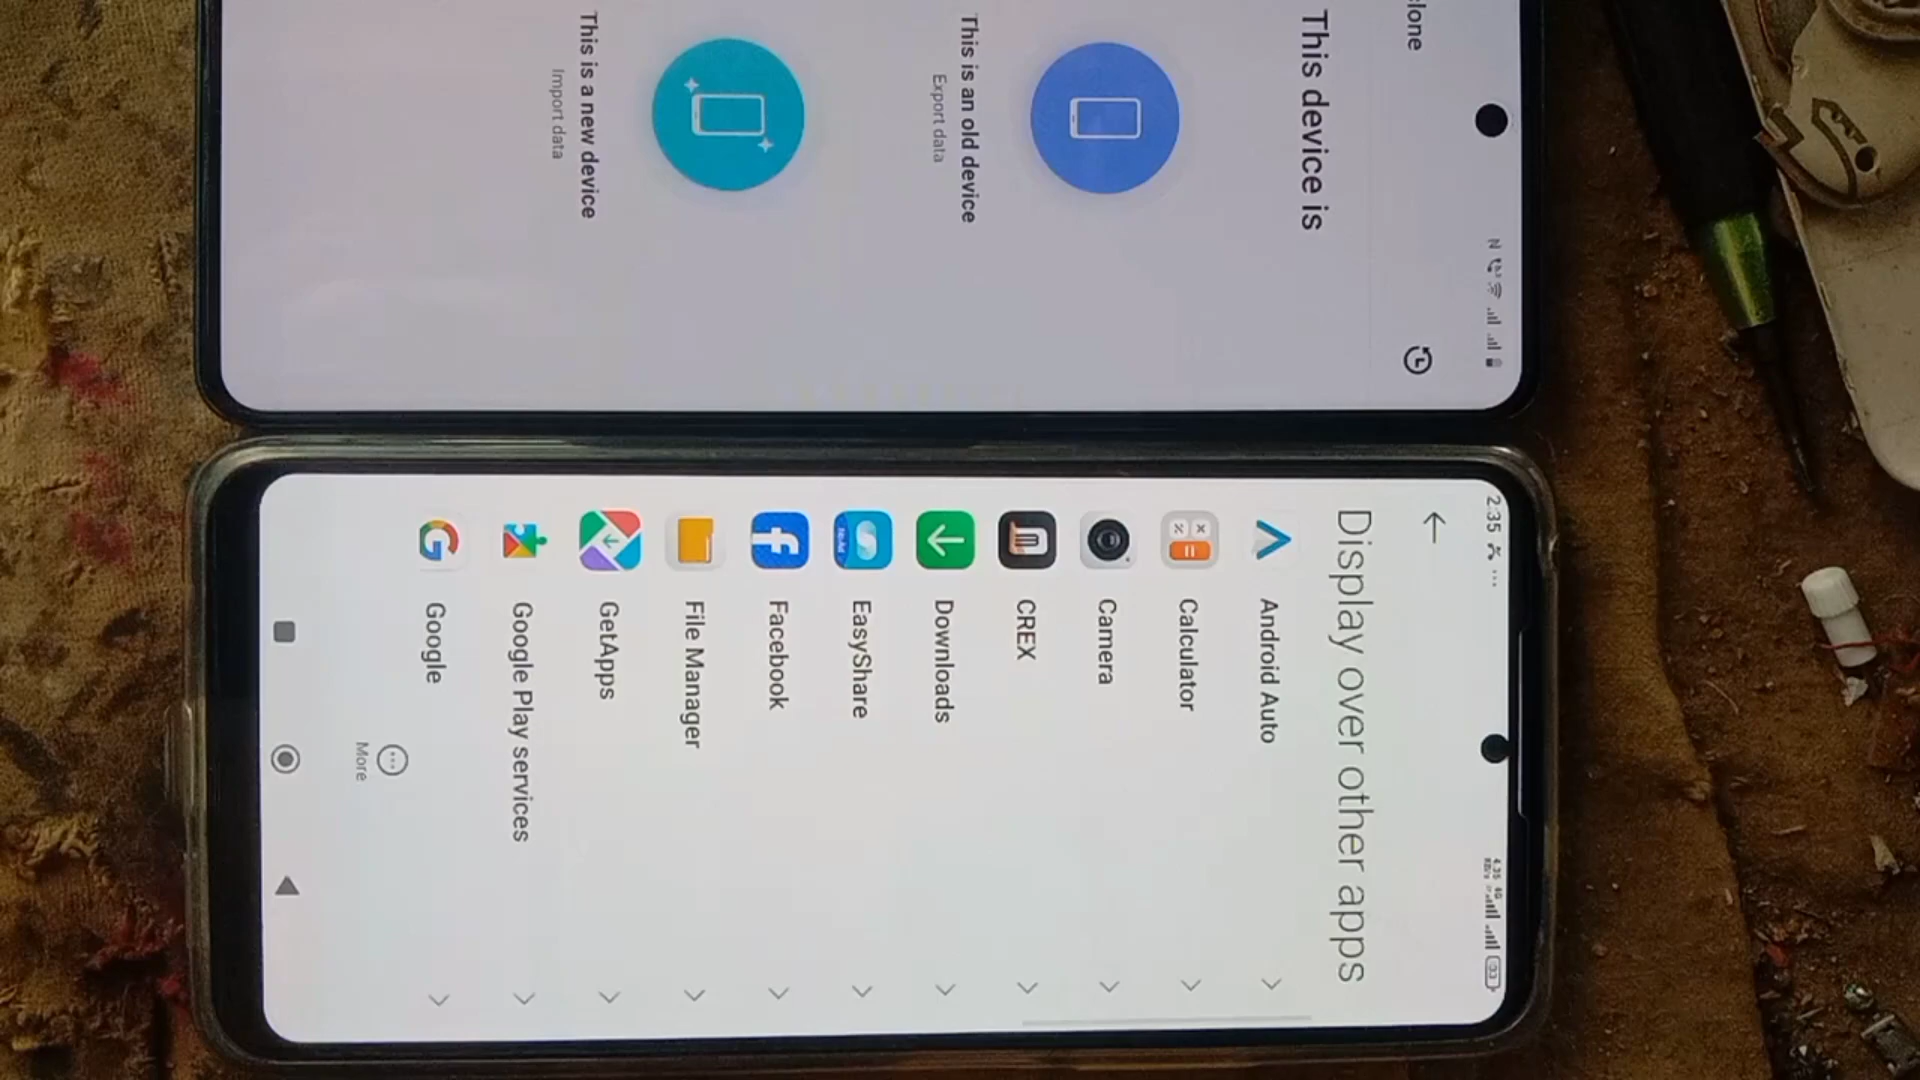 This device is
This is an old device
Export data
This is a new device
Import data
2:35
Display over other apps
Android Auto
Calculator
Camera
CREX
Downloads
EasyShare
Facebook
File Manager
GetApps
Google Play services
Google
More